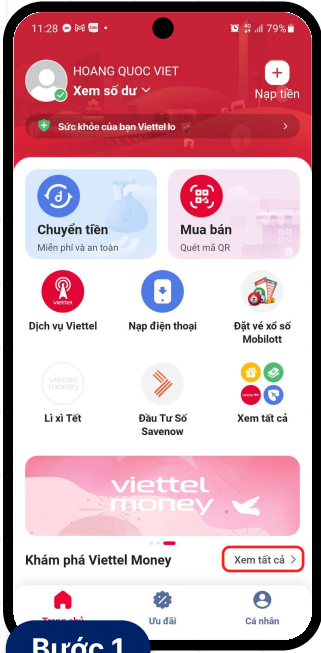 11:28
79%
HOANG QUOC VIET
Xem số dư
Nạp tiền
Sức khỏe của bạn Viettel lo
Chuyển tiền
Miễn phí và an toàn
Mua bán
Quét mã QR
viettel
Dịch vụ Viettel
Nạp điện thoại
Đặt vé xổ số
Mobilott
viettel
money
Lì xì Tết
Đầu Tư Số
Savenow
Xem tất cả
viettel
money
Khám phá Viettel Money
Xem tất cả
Trang chủ
Ưu đãi
Cá nhân
Bước 1